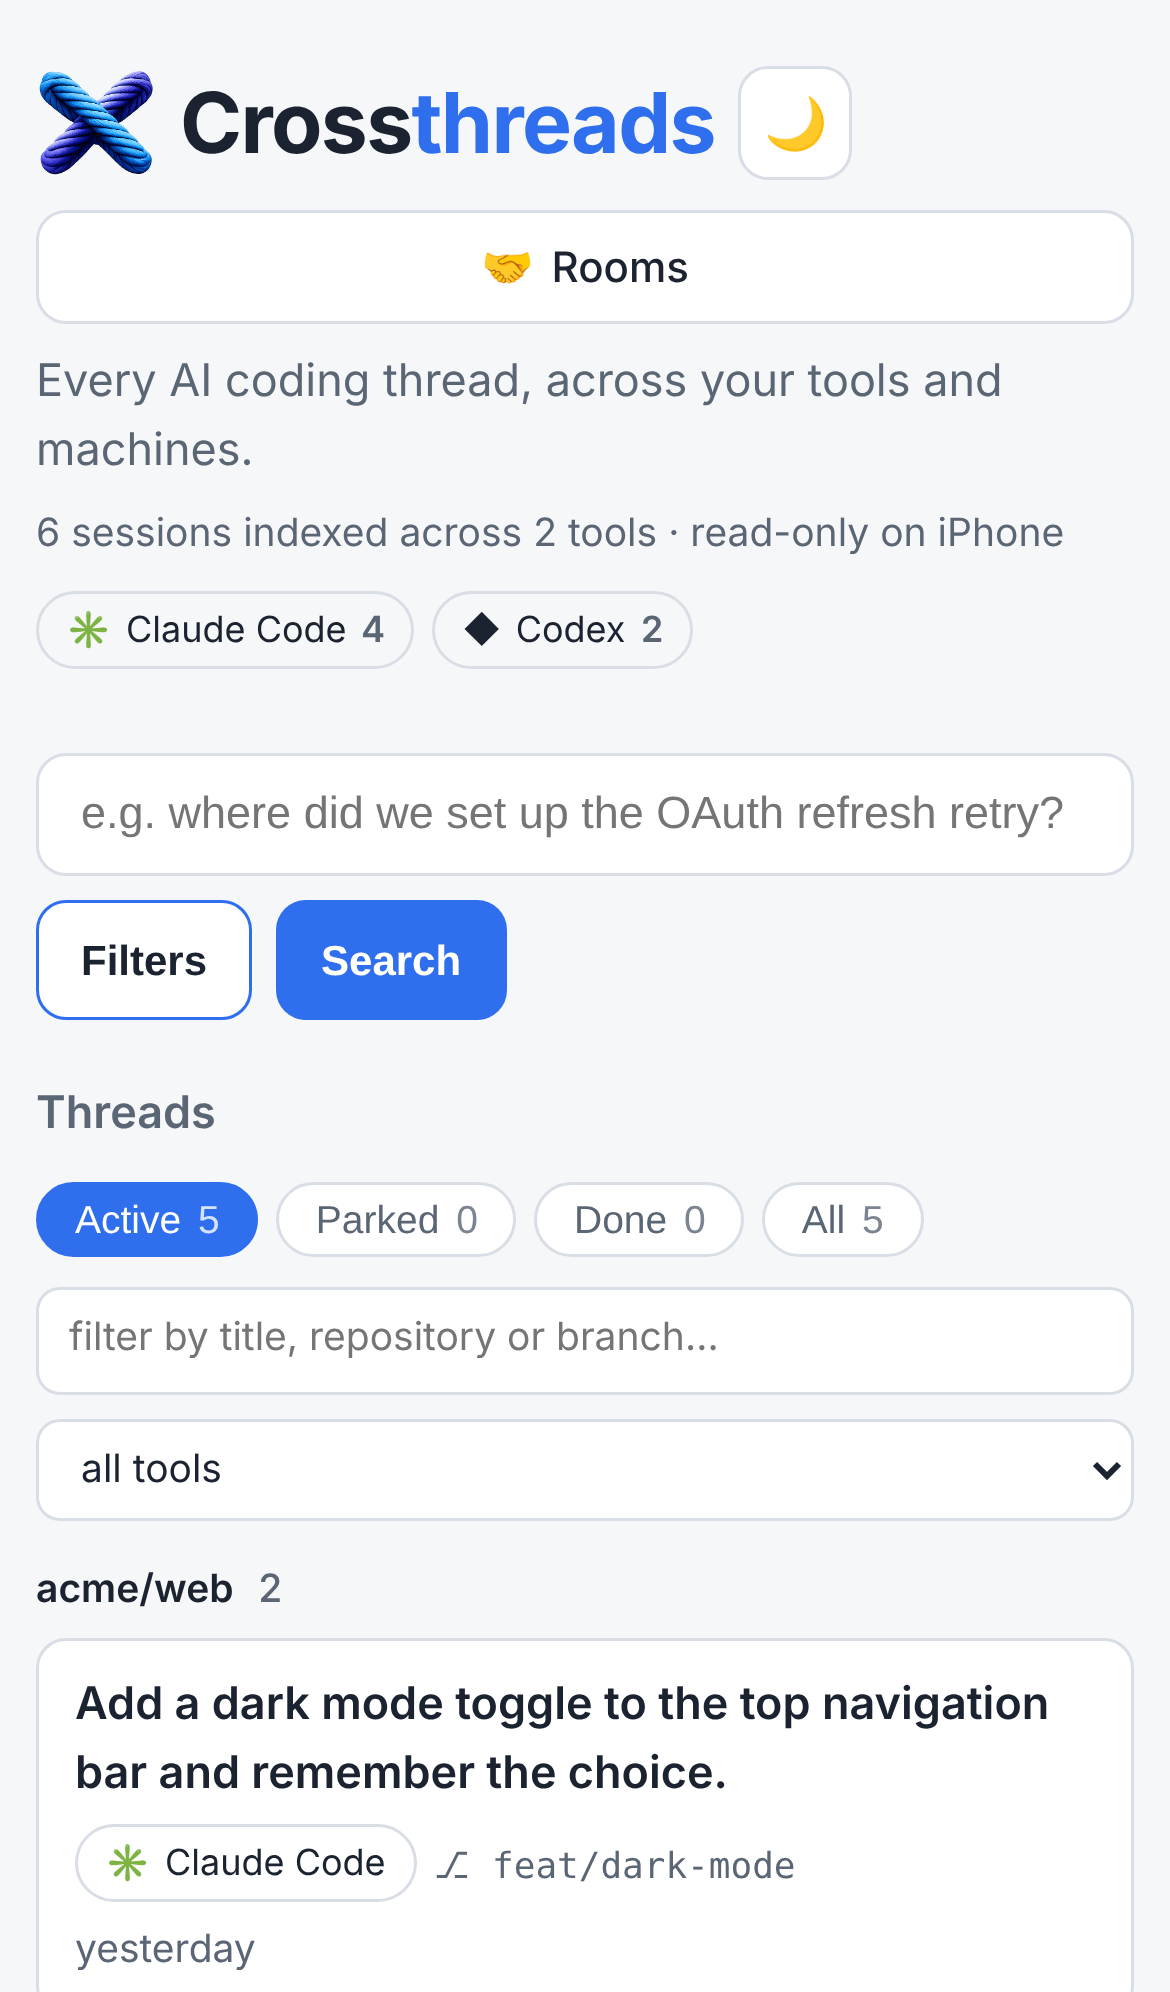 Crossthreads
Rooms
Every AI coding thread, across your tools and
machines.
6 sessions indexed across 2 tools · read-only on iPhone
Claude Code 4
Codex 2
e.g. where did we set up the OAuth refresh retry?
Filters
Search
Threads
Active 5
Parked 0
Done 0
All 5
filter by title, repository or branch...
all tools
acme/web 2
Add a dark mode toggle to the top navigation
bar and remember the choice.
Claude Code
⎇ feat/dark-mode
yesterday